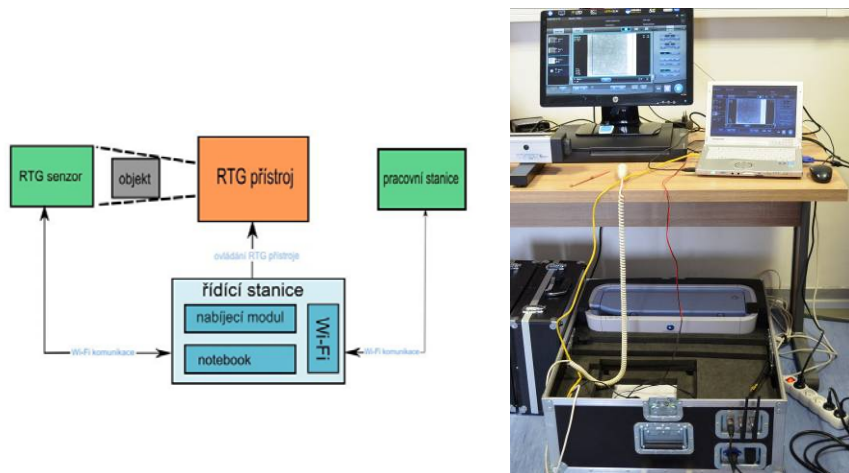 RTG senzor
objekt
RTG přístroj
pracovní stanice
ovládání RTG přístroje
řídící stanice
nabíjecí modul
notebook
Wi-Fi
Wi-Fi komunikace
Wi-Fi komunikace